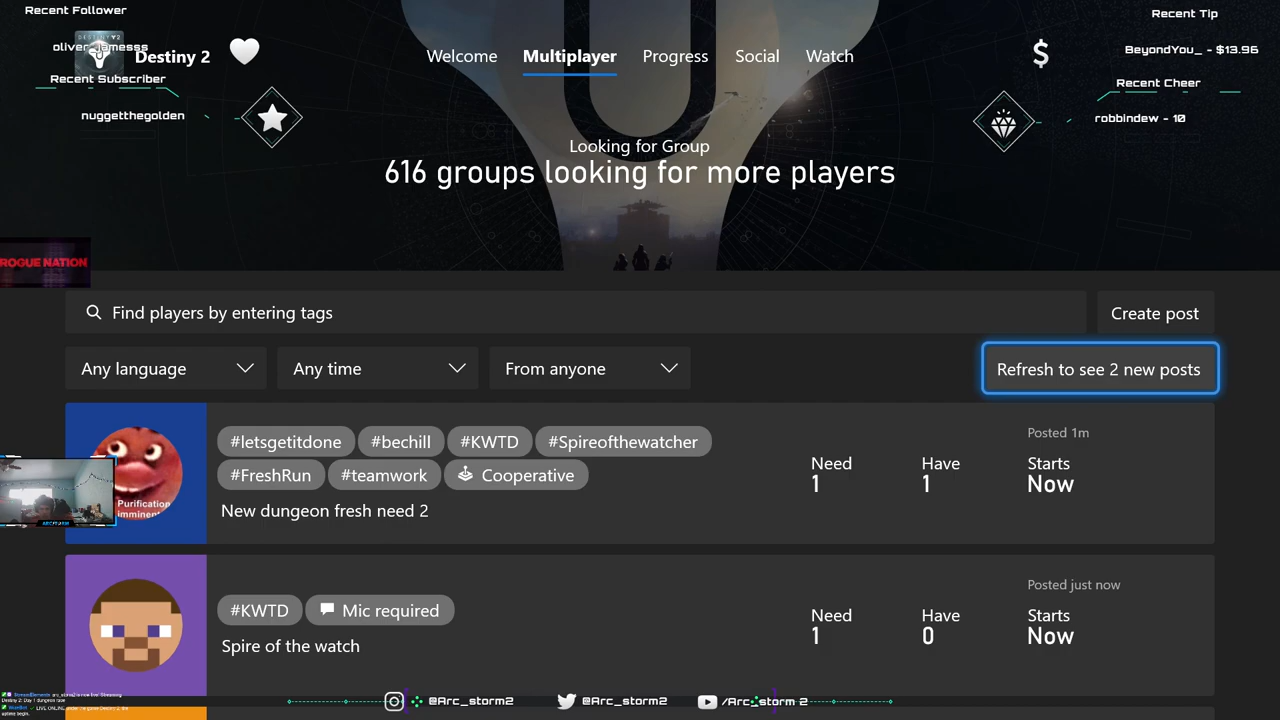 Recent Follower
oliver_jamesss
Destiny 2
Recent Subscriber
nuggetthegolden
Welcome
Multiplayer
Progress
Social
Watch
Recent Tip
BeyondYou_ - $13.96
Recent Cheer
robbindew - 10
Looking for Group
616 groups looking for more players
ROGUE NATION
Find players by entering tags
Create post
Any language
Any time
From anyone
Refresh to see 2 new posts
#letsgetitdone
#bechill
#KWTD
#Spireofthewatcher
#FreshRun
#teamwork
Cooperative
New dungeon fresh need 2
Purification
imminent
ARC STORM
Need
1
Have
1
Posted 1m
Starts
Now
#KWTD
Mic required
Spire of the watch
Need
1
Have
0
Posted just now
Starts
Now
@Arc_storm2
@Arc_storm2
/Arc_storm 2